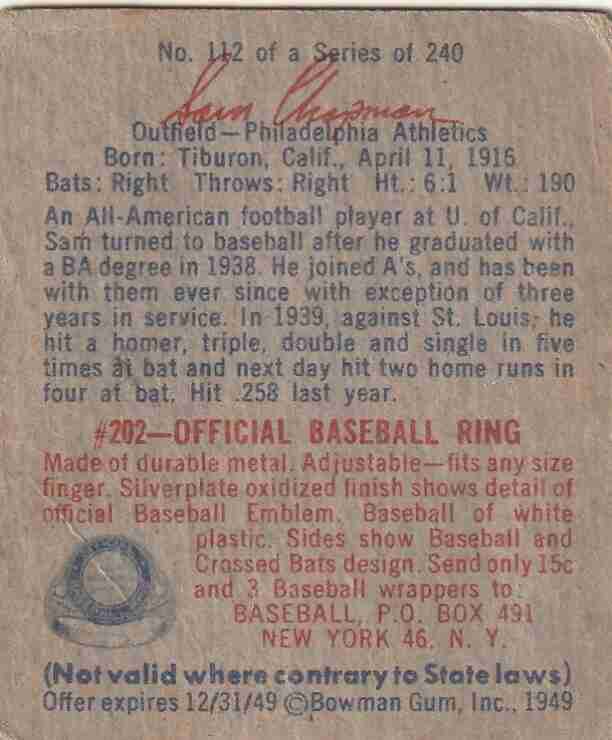 No. 112 of a Series of 240
Sam Chapman
Outfield—Philadelphia Athletics
Born: Tiburon, Calif., April 11, 1916
Bats: Right Throws: Right Ht.: 6:1 Wt.: 190
An All-American football player at U. of Calif.,
Sam turned to baseball after he graduated with
a BA degree in 1938. He joined A's, and has been
with them ever since with exception of three
years in service. In 1939, against St. Louis, he
hit a homer, triple, double and single in five
times at bat and next day hit two home runs in
four at bat. Hit .258 last year.
#202—OFFICIAL BASEBALL RING
Made of durable metal. Adjustable—fits any size
finger. Silverplate oxidized finish shows detail of
official Baseball Emblem. Baseball of white
plastic. Sides show Baseball and
Crossed Bats design. Send only 15c
and 3 Baseball wrappers to:
BASEBALL, P.O. BOX 491
NEW YORK 46, N. Y.
(Not valid where contrary to State laws)
Offer expires 12/31/49 ©Bowman Gum, Inc., 1949